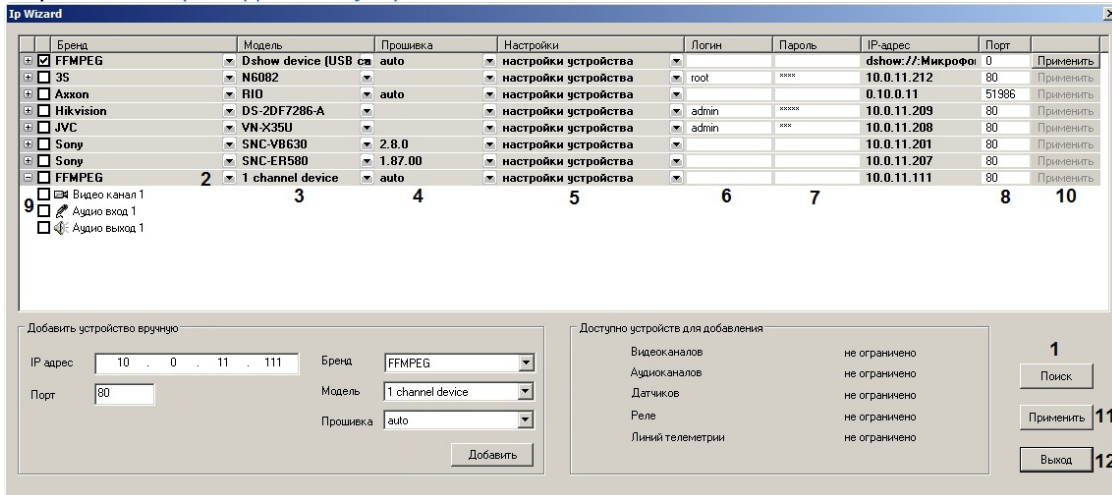 Ip Wizard
Бренд Модель Прошивка Настройки Логин Пароль IP-адрес Порт
FFMPEG Dshow device (USB ca auto настройки устройства dshow://:Микрофо 0 Применить
3S N6082 настройки устройства root **** 10.0.11.212 80 Применить
Axxon RIO auto настройки устройства 0.10.0.11 51986 Применить
Hikvision DS-2DF7286-A настройки устройства admin ***** 10.0.11.209 80 Применить
JVC VN-X35U настройки устройства admin *** 10.0.11.208 80 Применить
Sony SNC-VB630 2.8.0 настройки устройства 10.0.11.201 80 Применить
Sony SNC-ER580 1.87.00 настройки устройства 10.0.11.207 80 Применить
FFMPEG 2 1 channel device auto настройки устройства 10.0.11.111 80 Применить
Видео канал 1 3 4 5 6 7 8 10
9 Аудио вход 1
Аудио выход 1
Добавить устройство вручную
IP адрес 10 . 0 . 11 . 111 Бренд FFMPEG
Порт 80 Модель 1 channel device
Прошивка auto
Добавить
Доступно устройств для добавления
Видеоканалов не ограничено
Аудиоканалов не ограничено
Датчиков не ограничено
Реле не ограничено
Линий телеметрии не ограничено
1
Поиск
Применить 11
Выход 12